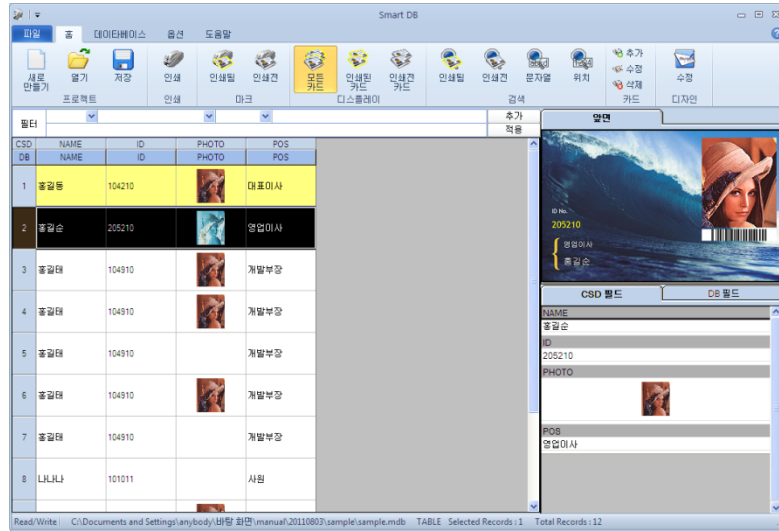 Smart DB
파일 홈 데이타베이스 옵션 도움말
새로 만들기 열기 저장 인쇄 인쇄됨 인쇄전 모든 카드 인쇄된 카드 인쇄전 카드 인쇄됨 인쇄전 문자열 위치 추가 수정 삭제 수정
프로젝트 인쇄 마크 디스플레이 검색 카드 디자인
필터 추가
적용
앞면
CSD NAME ID PHOTO POS
DB NAME ID PHOTO POS
1 홍길동 104210 대표이사
2 홍길순 205210 영업이사
3 홍길태 104910 개발부장
4 홍길태 104910 개발부장
5 홍길태 104910 개발부장
6 홍길태 104910 개발부장
7 홍길태 104910 개발부장
8 나나나 101011 사원
ID No.
205210
영업이사
홍길순
CSD 필드 DB 필드
NAME
홍길순
ID
205210
PHOTO
POS
영업이사
Read/Write C:\Documents and Settings\anybody\바탕 화면\manual\20110803\sample\sample.mdb TABLE Selected Records : 1 Total Records : 12